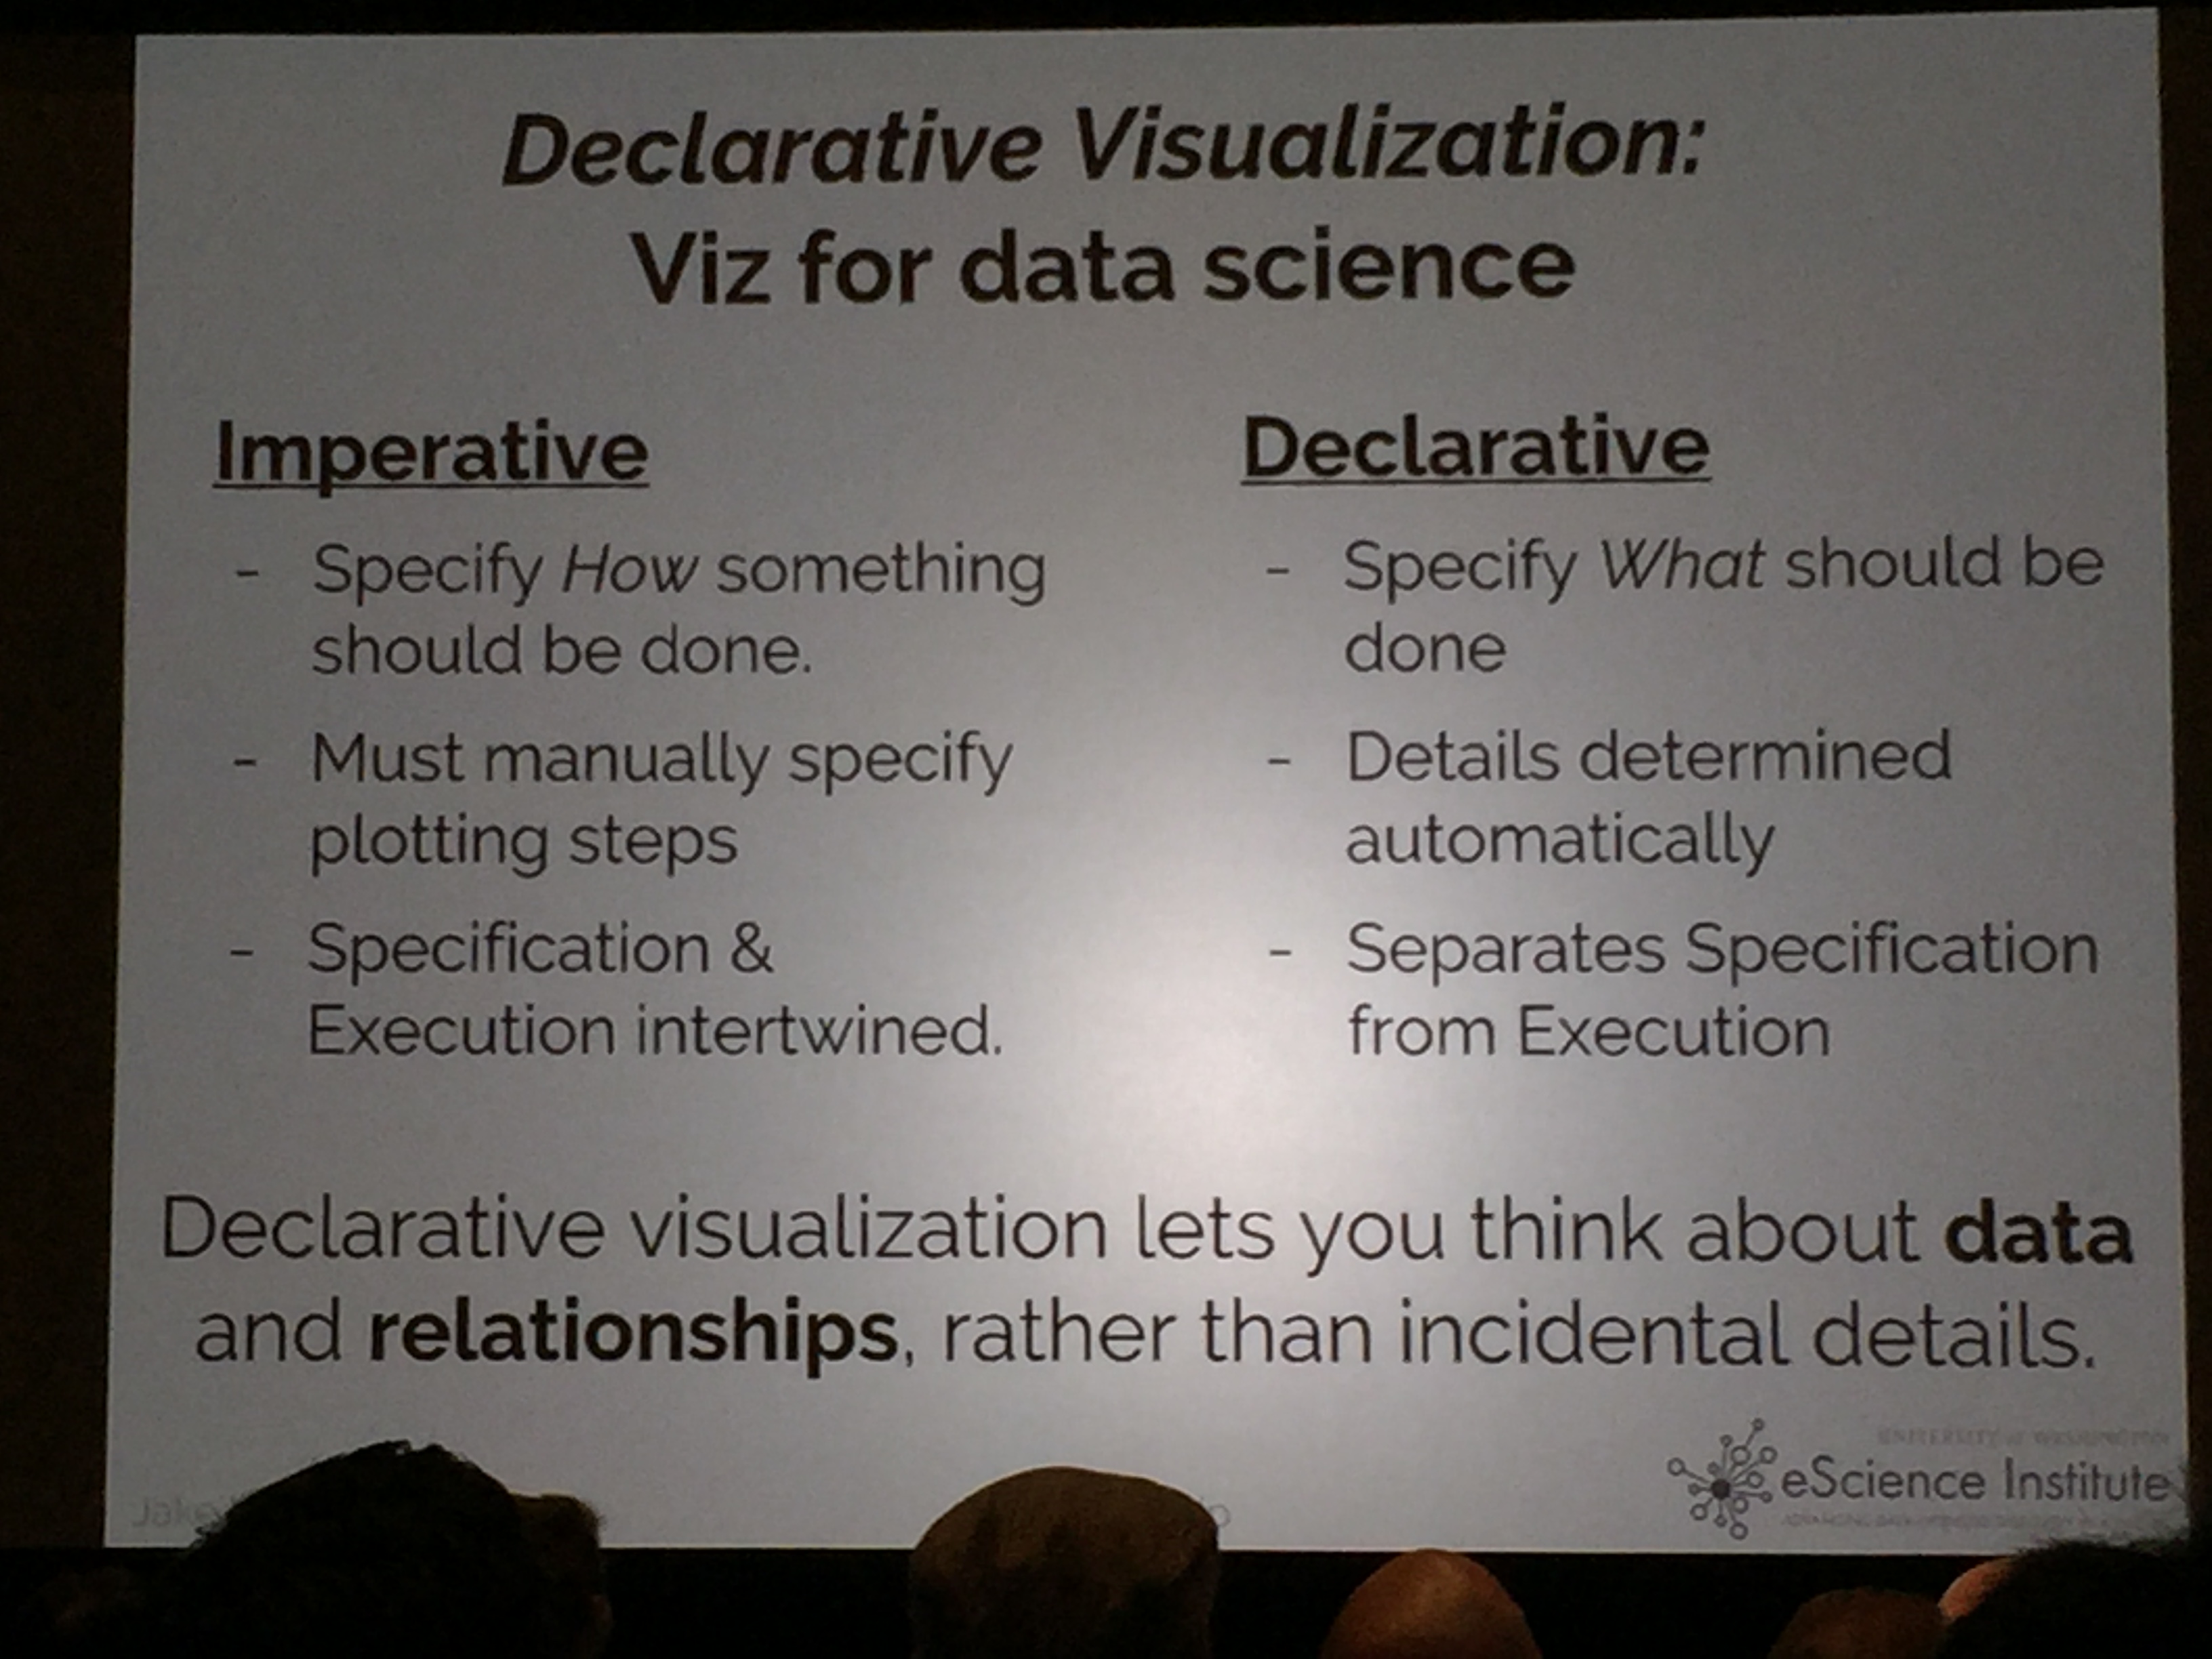 Declarative Visualization:
Viz for data science
Imperative
- Specify How something
should be done.
- Must manually specify
plotting steps
- Specification &
Execution intertwined.
Declarative
- Specify What should be
done
- Details determined
automatically
- Separates Specification
from Execution
Declarative visualization lets you think about data
and relationships, rather than incidental details.
Jake
UNIVERSITY of WASHINGTON
eScience Institute